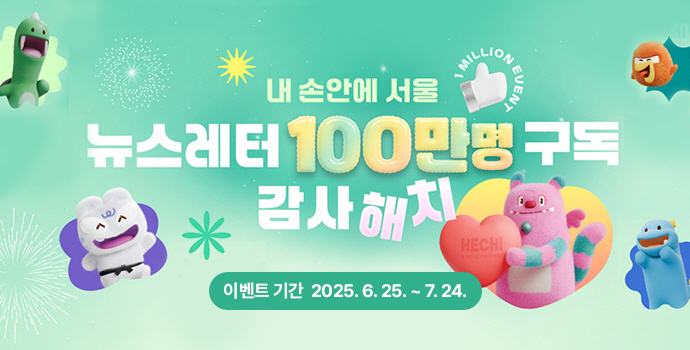 1 MILLION EVENT
내 손안에 서울
뉴스레터 100만명 구독
감사해치
HECHI
이벤트 기간 2025. 6. 25. ~ 7. 24.